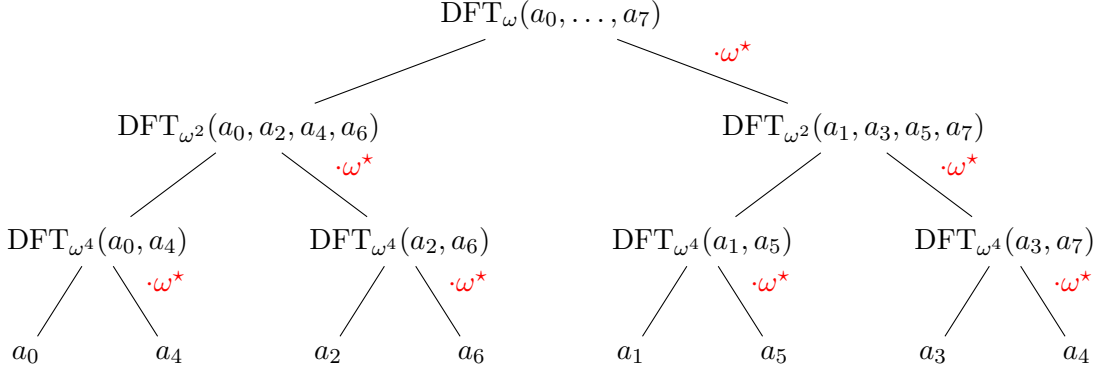 DFT_ω(a_0, . . . , a_7)
·ω^⋆
DFT_{ω^2}(a_0, a_2, a_4, a_6) DFT_{ω^2}(a_1, a_3, a_5, a_7)
·ω^⋆ ·ω^⋆
DFT_{ω^4}(a_0, a_4) DFT_{ω^4}(a_2, a_6) DFT_{ω^4}(a_1, a_5) DFT_{ω^4}(a_3, a_7)
·ω^⋆ ·ω^⋆ ·ω^⋆ ·ω^⋆
a_0 a_4 a_2 a_6 a_1 a_5 a_3 a_4